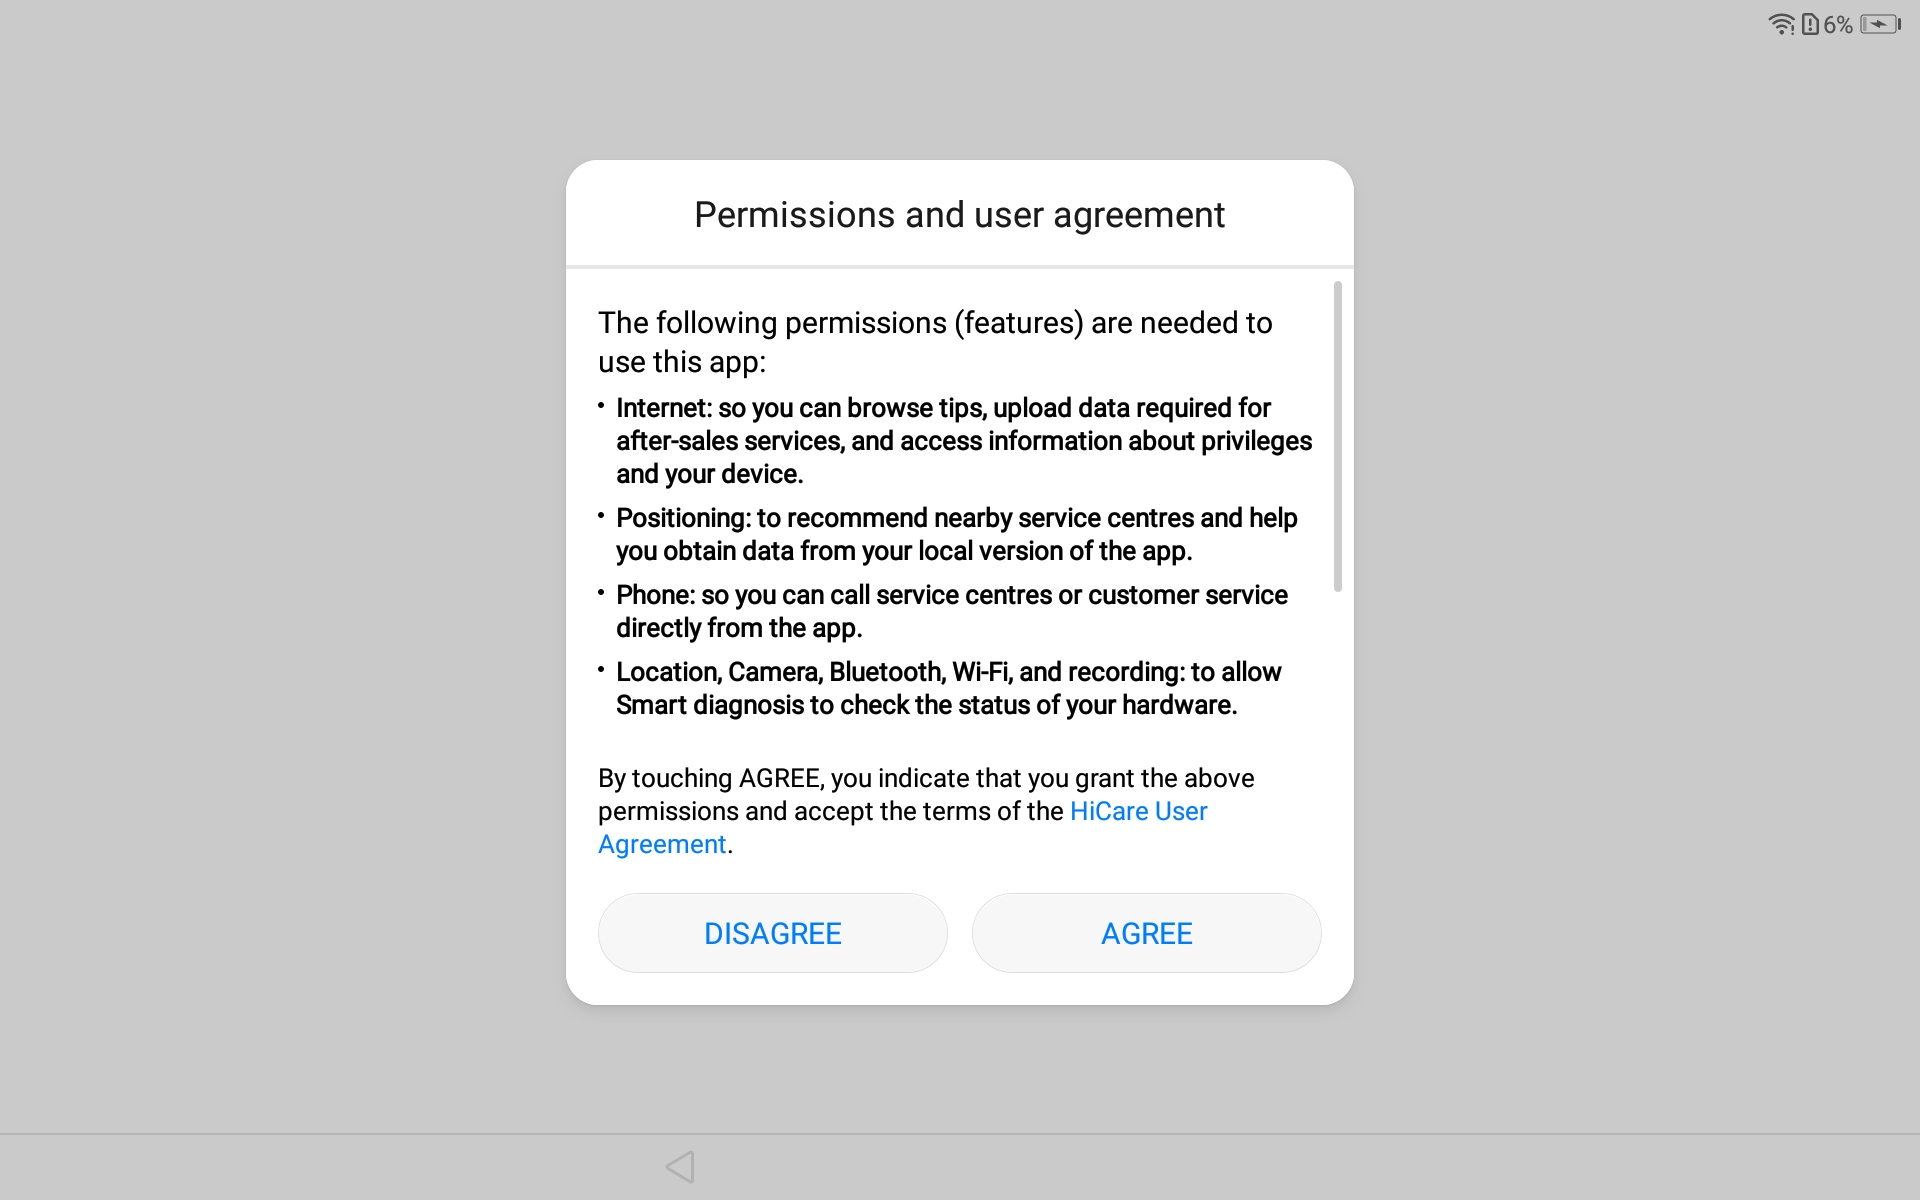 6%
Permissions and user agreement
The following permissions (features) are needed to
use this app:
• Internet: so you can browse tips, upload data required for
after-sales services, and access information about privileges
and your device.
• Positioning: to recommend nearby service centres and help
you obtain data from your local version of the app.
• Phone: so you can call service centres or customer service
directly from the app.
• Location, Camera, Bluetooth, Wi-Fi, and recording: to allow
Smart diagnosis to check the status of your hardware.
By touching AGREE, you indicate that you grant the above
permissions and accept the terms of the HiCare User
Agreement.
DISAGREE
AGREE